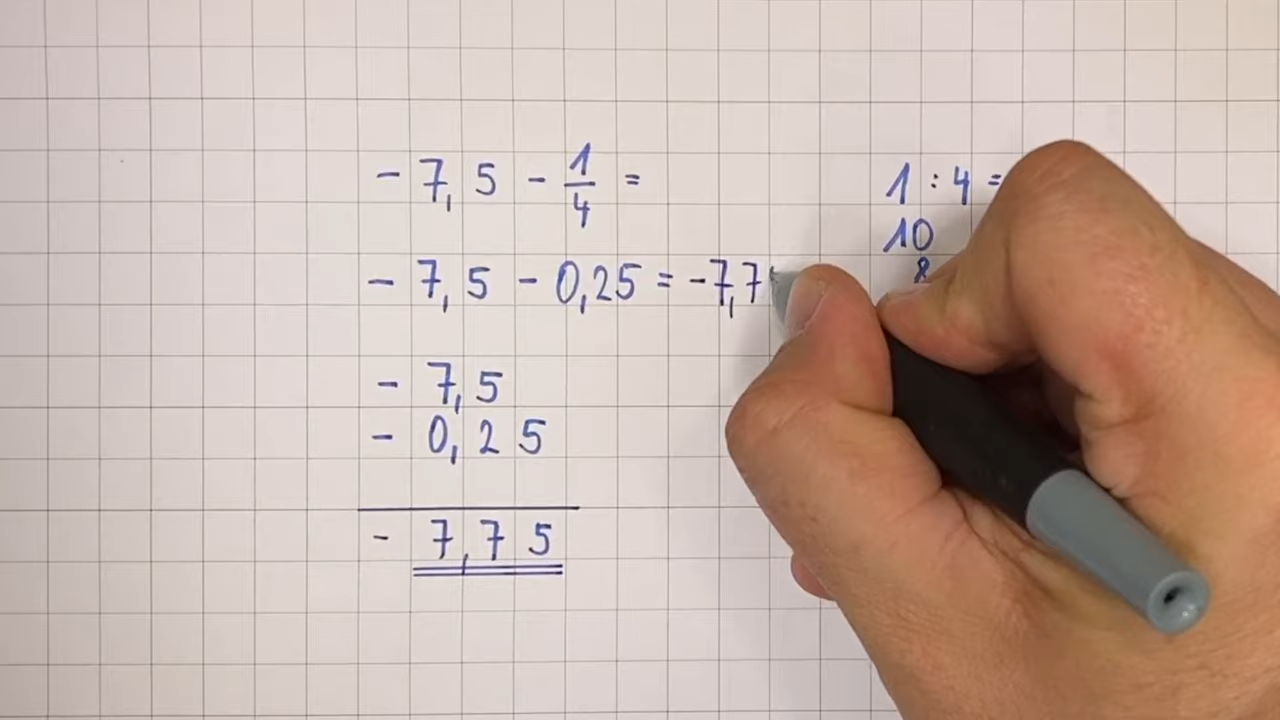 - 7,5 - 1/4 =
- 7,5 - 0,25 = -7,7
- 7,5
- 0,25
- 7,75
1 : 4 =
10
8